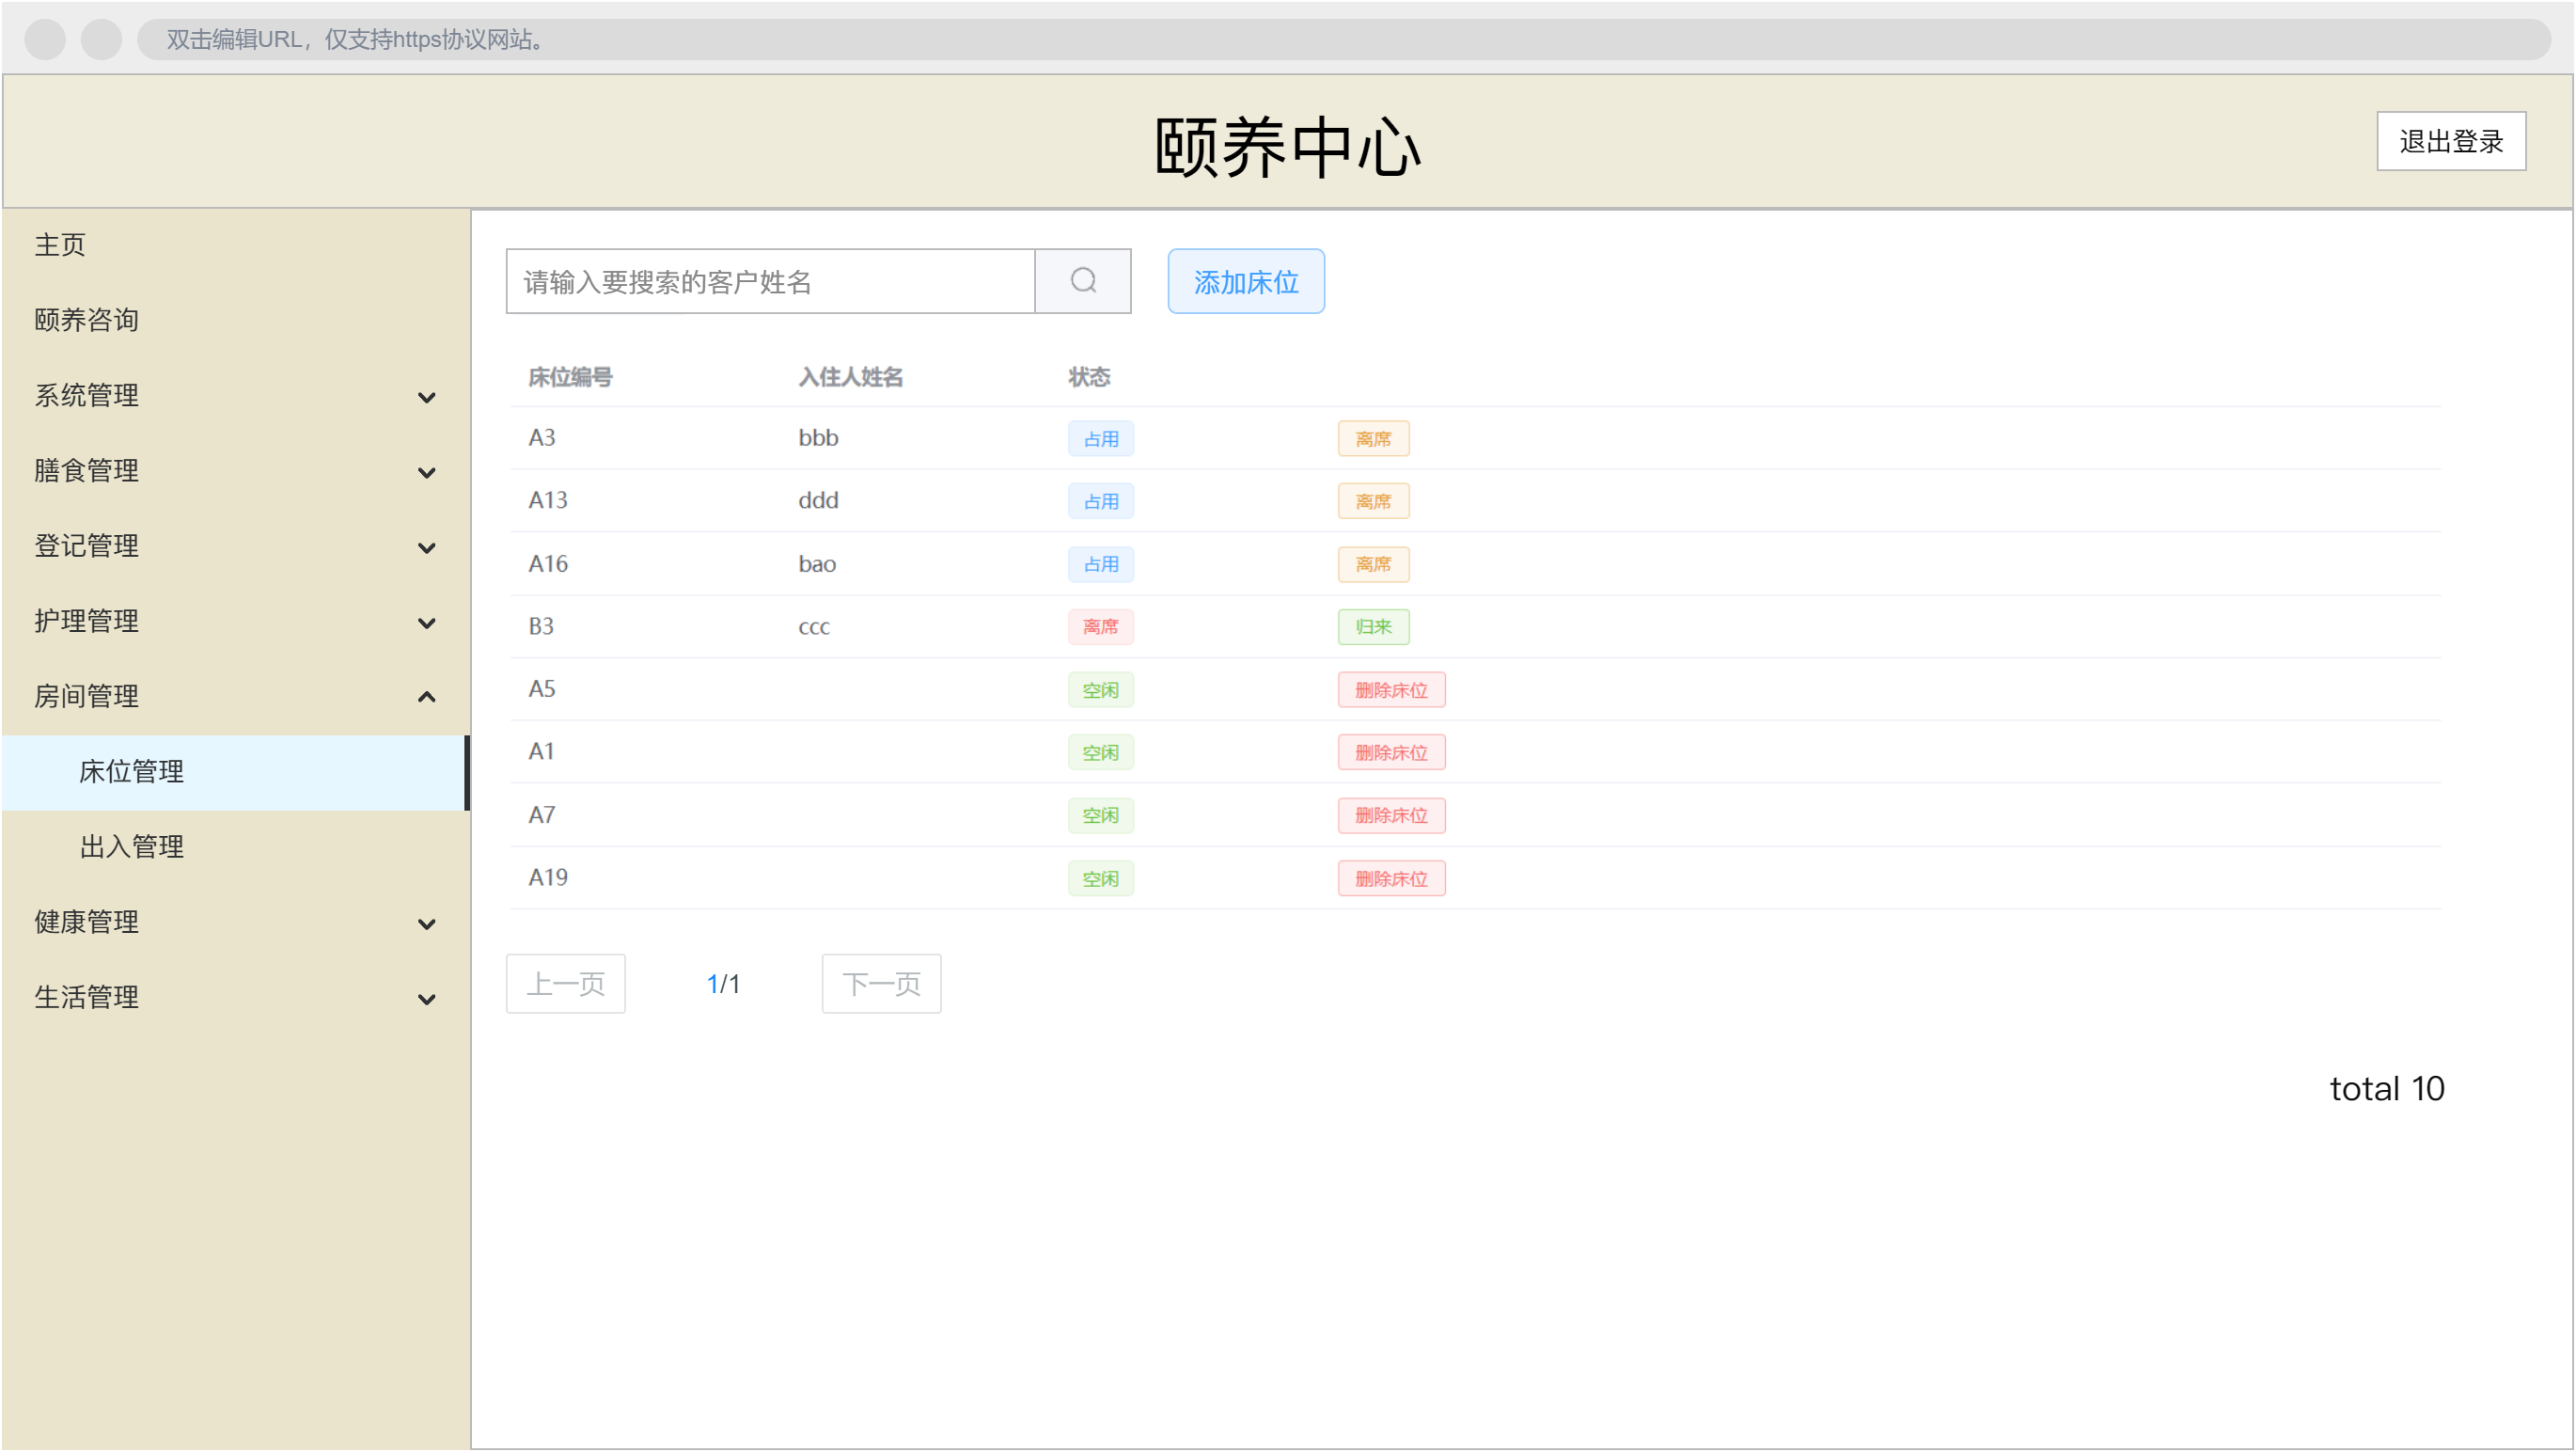 双击编辑URL，仅支持https协议网站。
颐养中心
退出登录
主页
颐养咨询
系统管理
膳食管理
登记管理
护理管理
房间管理
床位管理
出入管理
健康管理
生活管理
请输入要搜索的客户姓名
添加床位
床位编号 入住人姓名 状态
A3 bbb 占用 离席
A13 ddd 占用 离席
A16 bao 占用 离席
B3 ccc 离席 归来
A5 空闲 删除床位
A1 空闲 删除床位
A7 空闲 删除床位
A19 空闲 删除床位
上一页 1/1 下一页
total 10